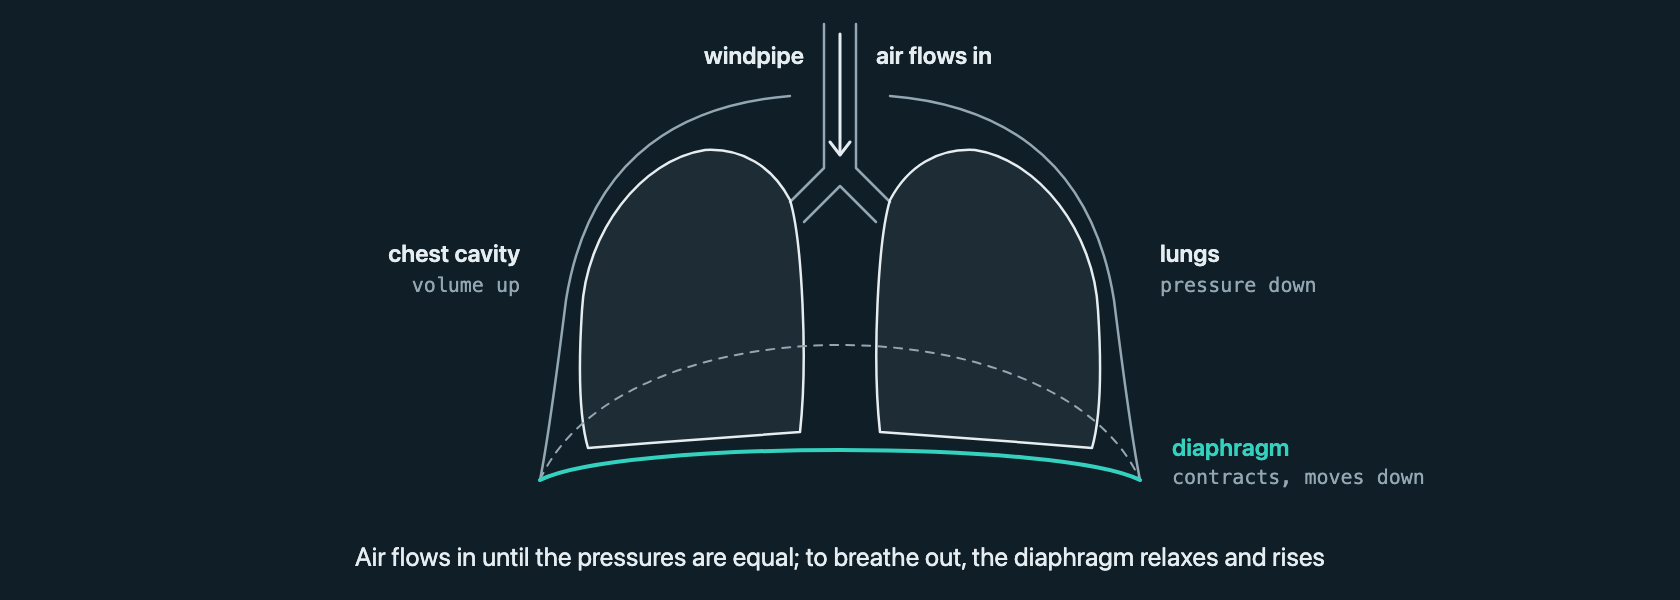 windpipe
air flows in
chest cavity
volume up
lungs
pressure down
diaphragm
contracts, moves down
Air flows in until the pressures are equal; to breathe out, the diaphragm relaxes and rises